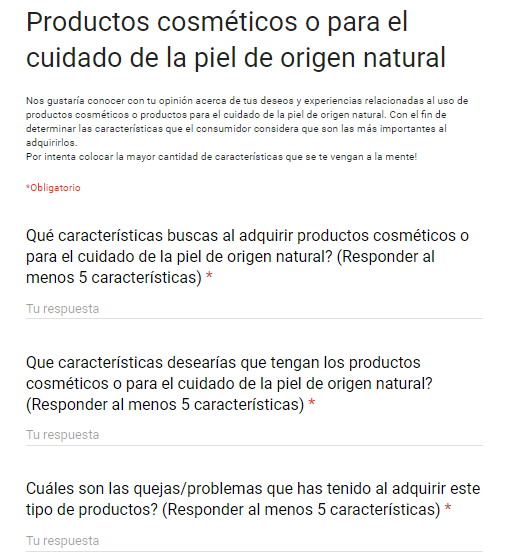 Productos cosméticos o para el
cuidado de la piel de origen natural
Nos gustaría conocer con tu opinión acerca de tus deseos y experiencias relacionadas al uso de
productos cosméticos o productos para el cuidado de la piel de origen natural. Con el fin de
determinar las características que el consumidor considera que son las más importantes al
adquirirlos.
Por intenta colocar la mayor cantidad de características que se te vengan a la mente!
*Obligatorio
Qué características buscas al adquirir productos cosméticos o
para el cuidado de la piel de origen natural? (Responder al
menos 5 características) *
Tu respuesta
Que características desearías que tengan los productos
cosméticos o para el cuidado de la piel de origen natural?
(Responder al menos 5 características) *
Tu respuesta
Cuáles son las quejas/problemas que has tenido al adquirir este
tipo de productos? (Responder al menos 5 características) *
Tu respuesta